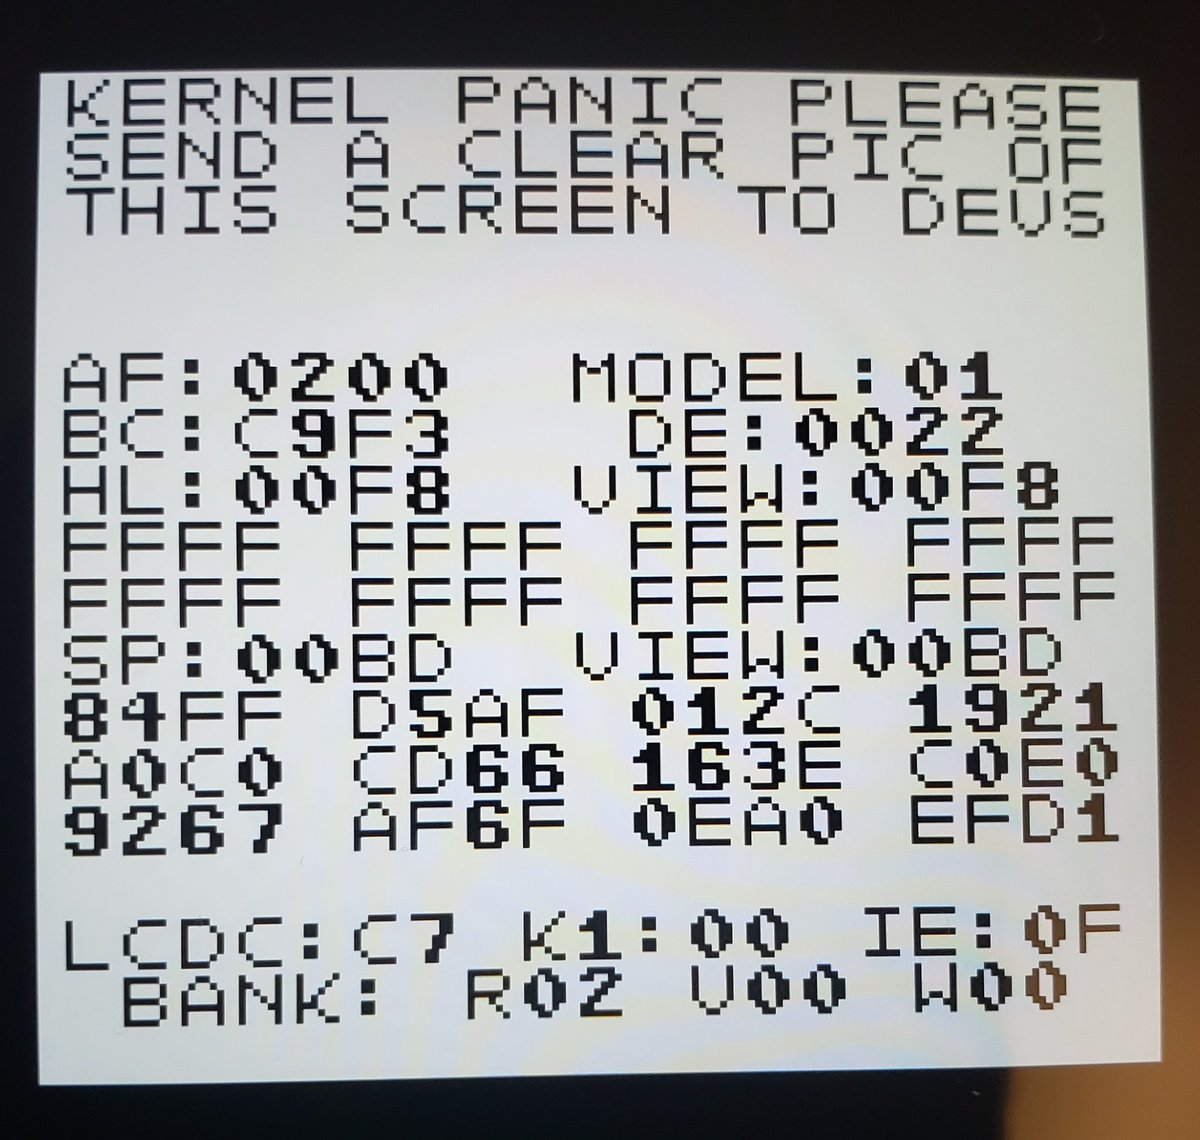 KERNEL PANIC PLEASE
SEND A CLEAR PIC OF
THIS SCREEN TO DEVS
AF:0200 MODEL:01
BC:C9F3 DE:0022
HL:00F8 VIEW:00F8
FFFF FFFF FFFF FFFF
FFFF FFFF FFFF FFFF
SP:00BD VIEW:00BD
84FF D5AF 012C 1921
A0C0 CD66 163E C0E0
9267 AF6F 0EA0 EFD1
LCDC:C7 K1:00 IE:0F
BANK: R02 V00 W00